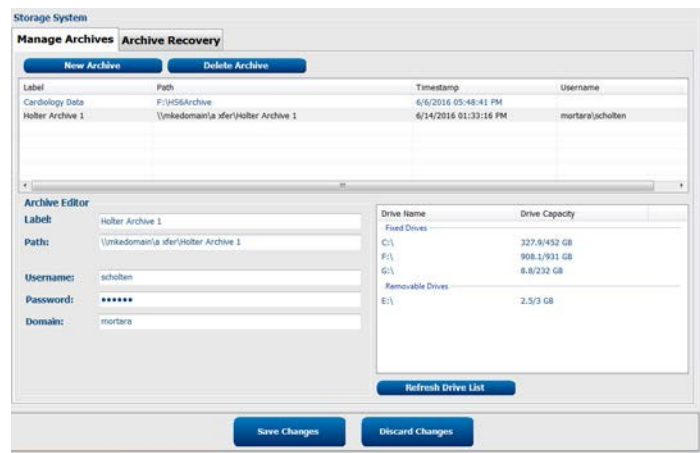 Storage System
Manage Archives Archive Recovery
New Archive Delete Archive
Label Path Timestamp Username
Cardiology Data F:\HS6Archive 6/6/2016 05:48:41 PM
Holter Archive 1 \\mkedomain\a xfer\Holter Archive 1 6/14/2016 01:33:16 PM mortara\scholten
Archive Editor
Label: Holter Archive 1
Path: \\mkedomain\a xfer\Holter Archive 1
Username: scholten
Password: ••••••
Domain: mortara
Drive Name Drive Capacity
Fixed Drives
C:\ 327.9/452 GB
F:\ 908.1/931 GB
G:\ 8.8/232 GB
Removable Drives
E:\ 2.5/3 GB
Refresh Drive List
Save Changes Discard Changes